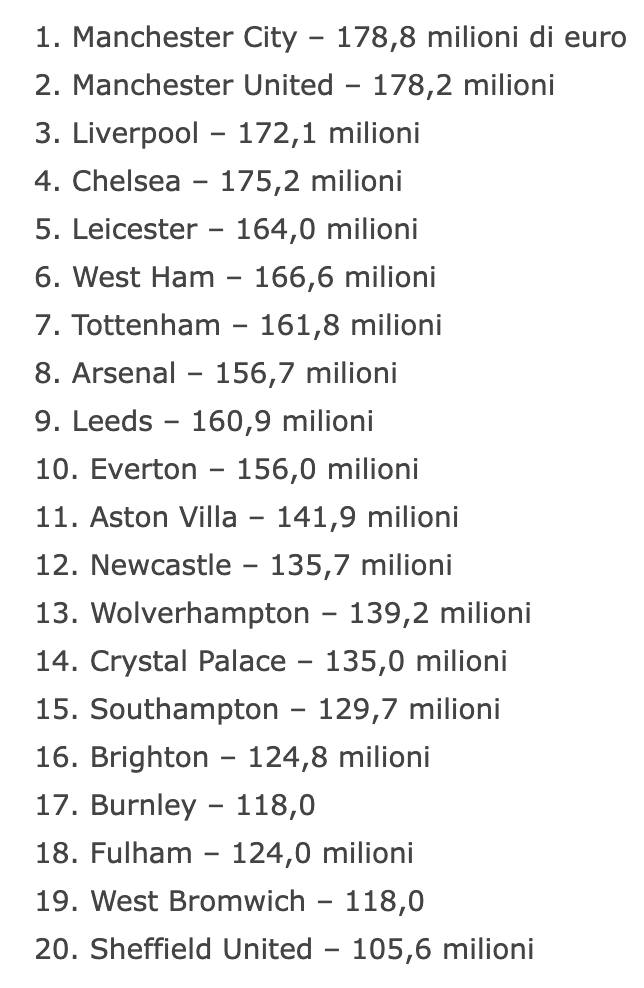 1. Manchester City – 178,8 milioni di euro
2. Manchester United – 178,2 milioni
3. Liverpool – 172,1 milioni
4. Chelsea – 175,2 milioni
5. Leicester – 164,0 milioni
6. West Ham – 166,6 milioni
7. Tottenham – 161,8 milioni
8. Arsenal – 156,7 milioni
9. Leeds – 160,9 milioni
10. Everton – 156,0 milioni
11. Aston Villa – 141,9 milioni
12. Newcastle – 135,7 milioni
13. Wolverhampton – 139,2 milioni
14. Crystal Palace – 135,0 milioni
15. Southampton – 129,7 milioni
16. Brighton – 124,8 milioni
17. Burnley – 118,0
18. Fulham – 124,0 milioni
19. West Bromwich – 118,0
20. Sheffield United – 105,6 milioni